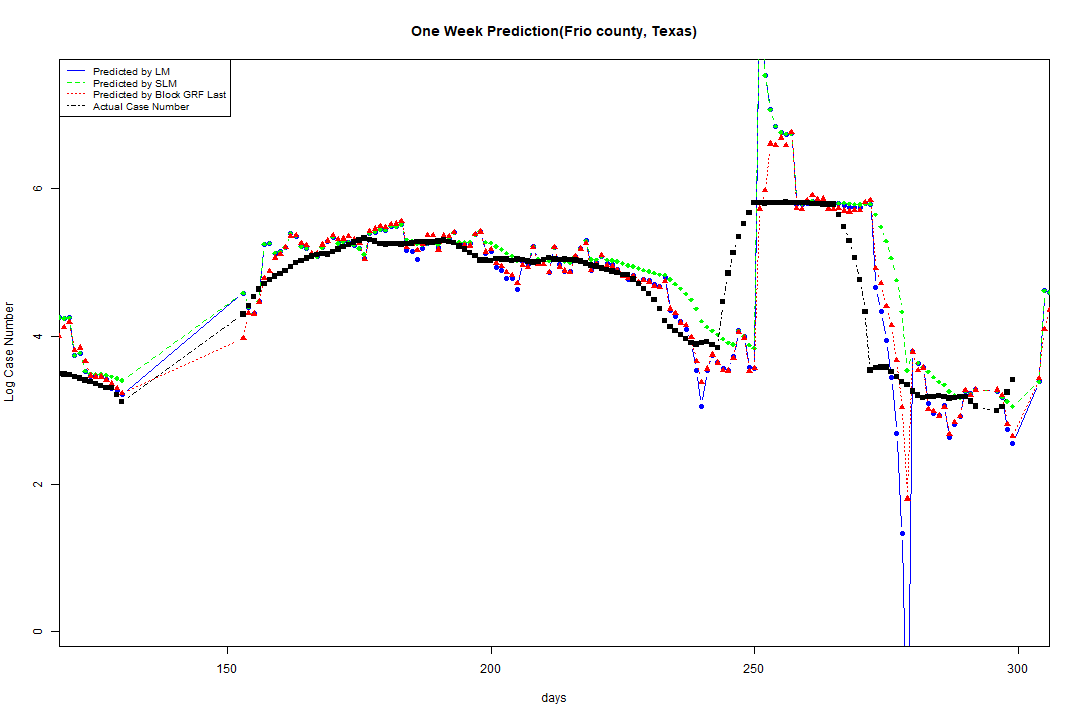 One Week Prediction(Frio county, Texas)
Predicted by LM
Predicted by SLM
Predicted by Block GRF Last
Actual Case Number
Log Case Number
6
4
2
0
150 200 250 300
days